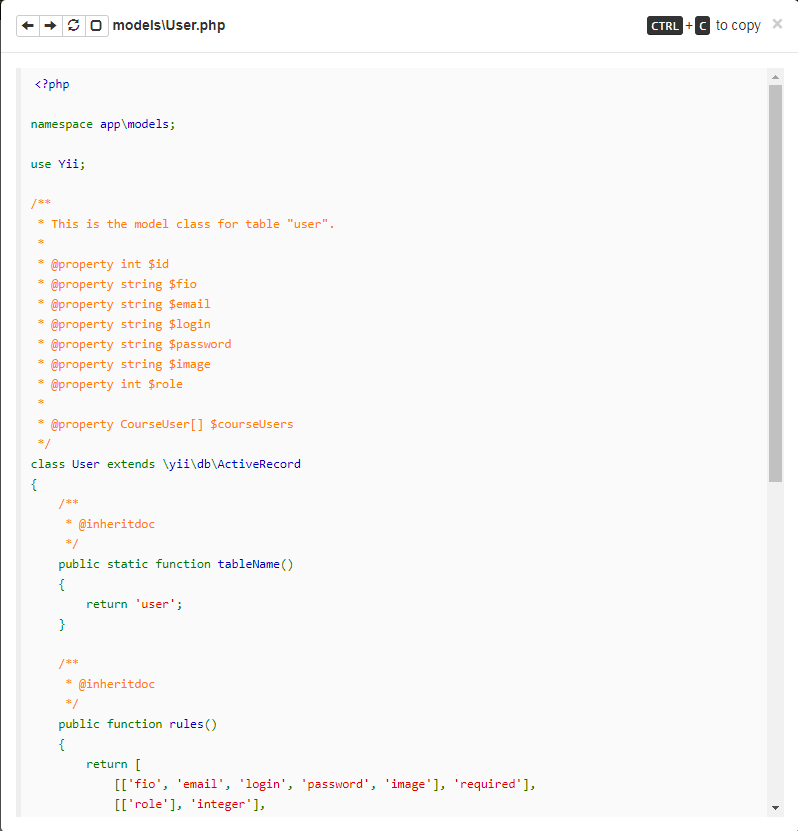 models\User.php CTRL + C to copy ×
<?php
namespace app\models;
use Yii;
/**
 * This is the model class for table "user".
 *
 * @property int $id
 * @property string $fio
 * @property string $email
 * @property string $login
 * @property string $password
 * @property string $image
 * @property int $role
 *
 * @property CourseUser[] $courseUsers
 */
class User extends \yii\db\ActiveRecord
{
    /**
     * @inheritdoc
     */
    public static function tableName()
    {
        return 'user';
    }
    /**
     * @inheritdoc
     */
    public function rules()
    {
        return [
            [['fio', 'email', 'login', 'password', 'image'], 'required'],
            [['role'], 'integer'],